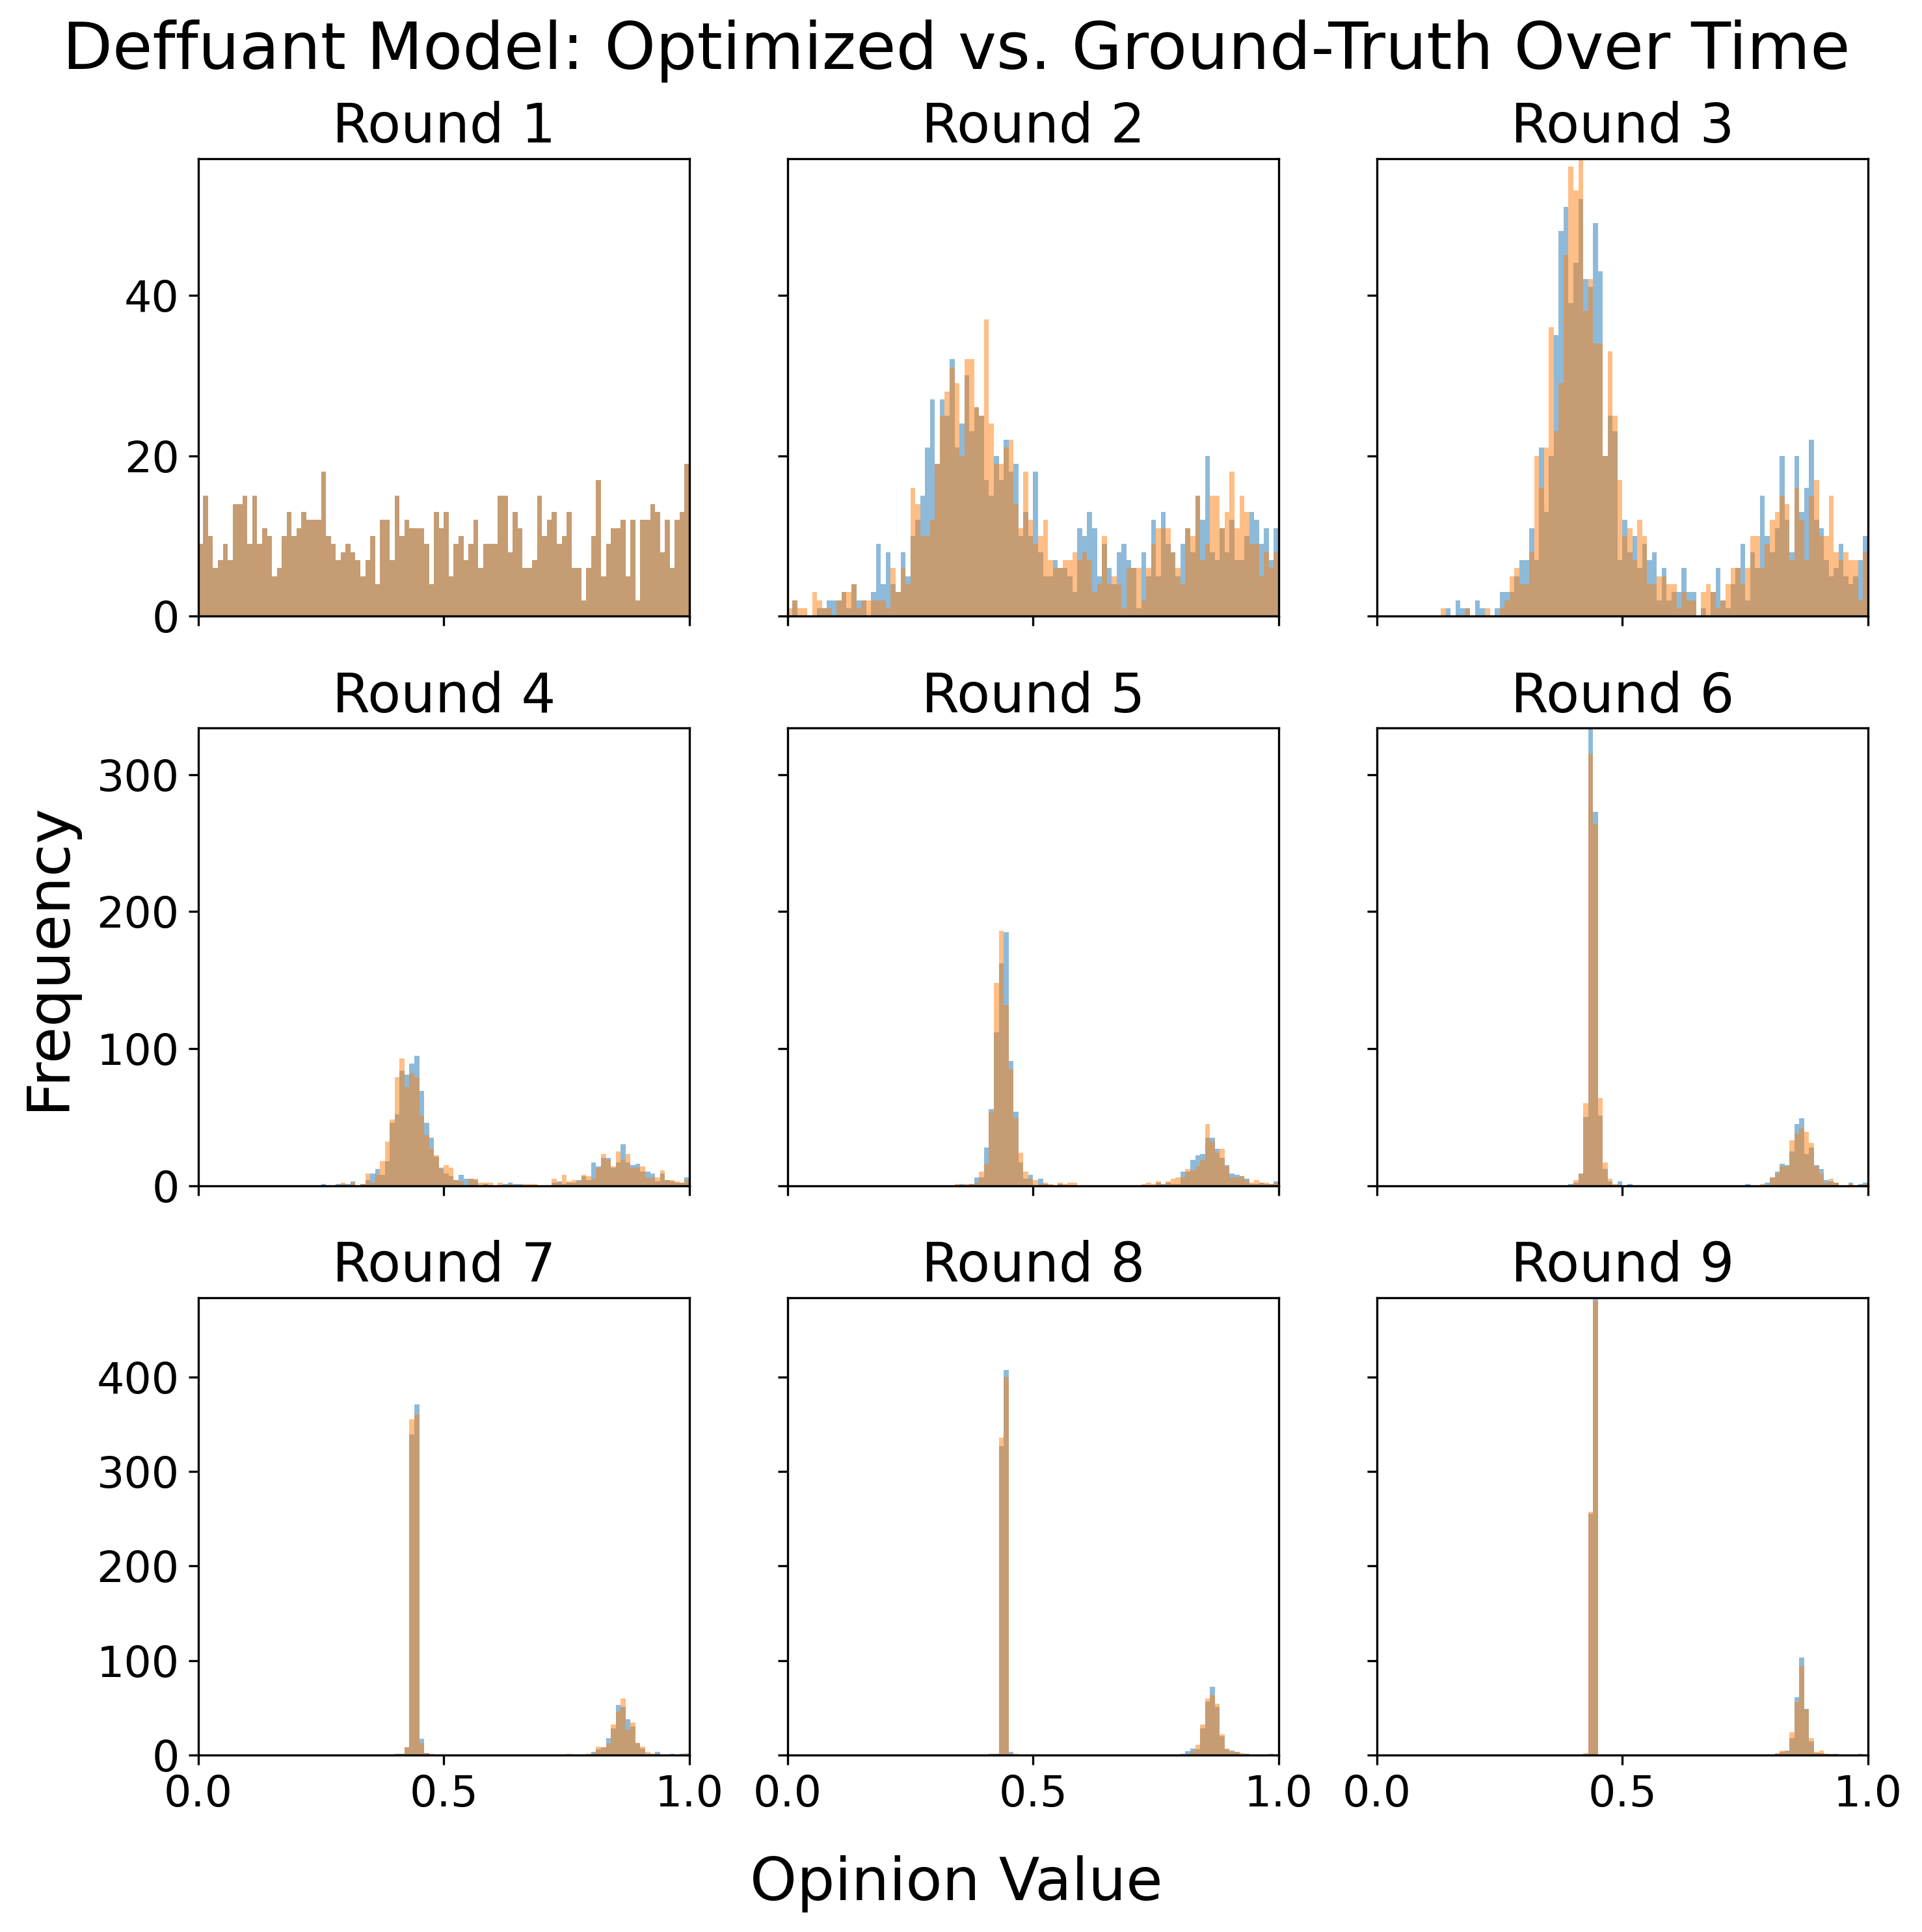 Deffuant Model: Optimized vs. Ground-Truth Over Time
Round 1
Round 2
Round 3
40
20
0
Round 4
Round 5
Round 6
300
200
100
0
Frequency
Round 7
Round 8
Round 9
400
300
200
100
0
0.0 0.5 1.0 0.0 0.5 1.0 0.0 0.5 1.0
Opinion Value